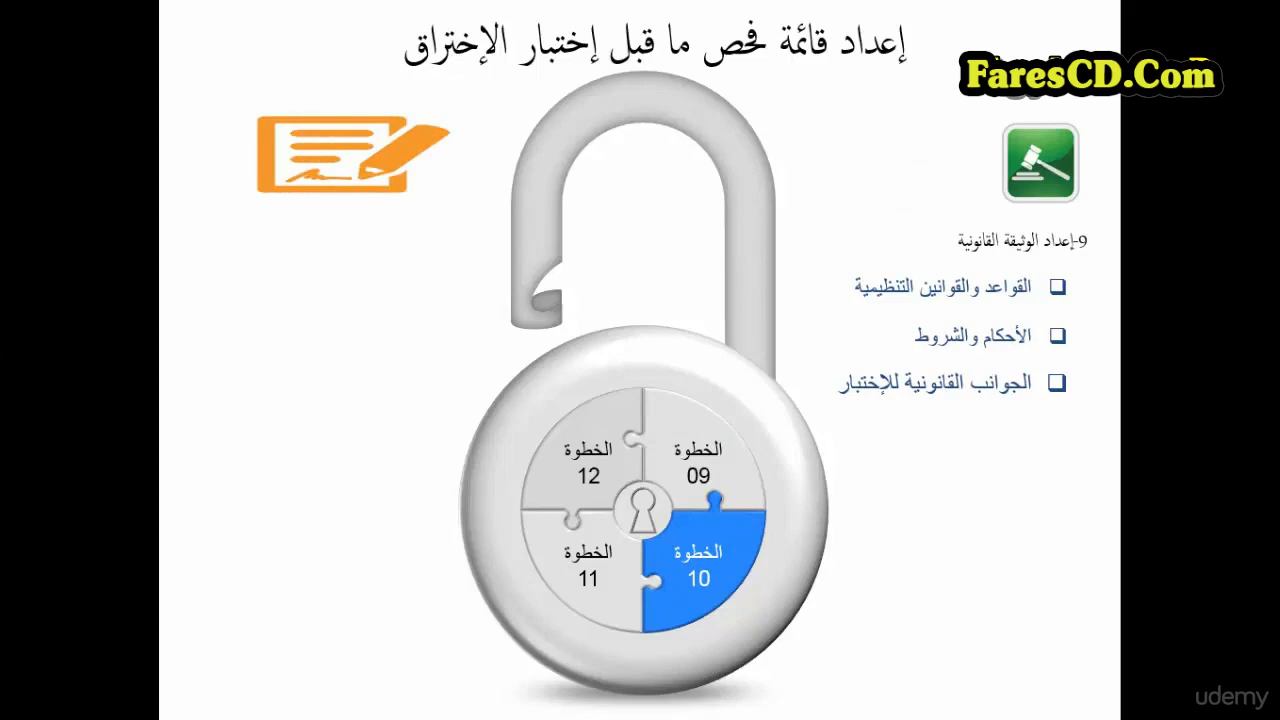 إعداد قائمة فحص ما قبل إختبار الإختراق
FaresCD.Com
9-إعداد الوثيقة القانونية
القواعد والقوانين التنظيمية
الأحكام والشروط
الجوانب القانونية للإختبار
الخطوة
09
الخطوة
12
الخطوة
10
الخطوة
11
udemy